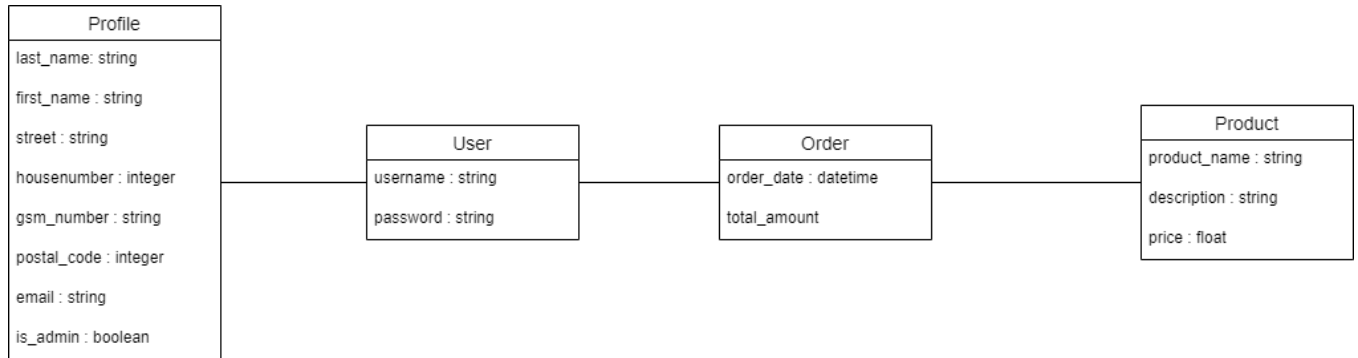 Profile
last_name: string
first_name : string
street : string
housenumber : integer
gsm_number : string
postal_code : integer
email : string
is_admin : boolean
User
username : string
password : string
Order
order_date : datetime
total_amount
Product
product_name : string
description : string
price : float